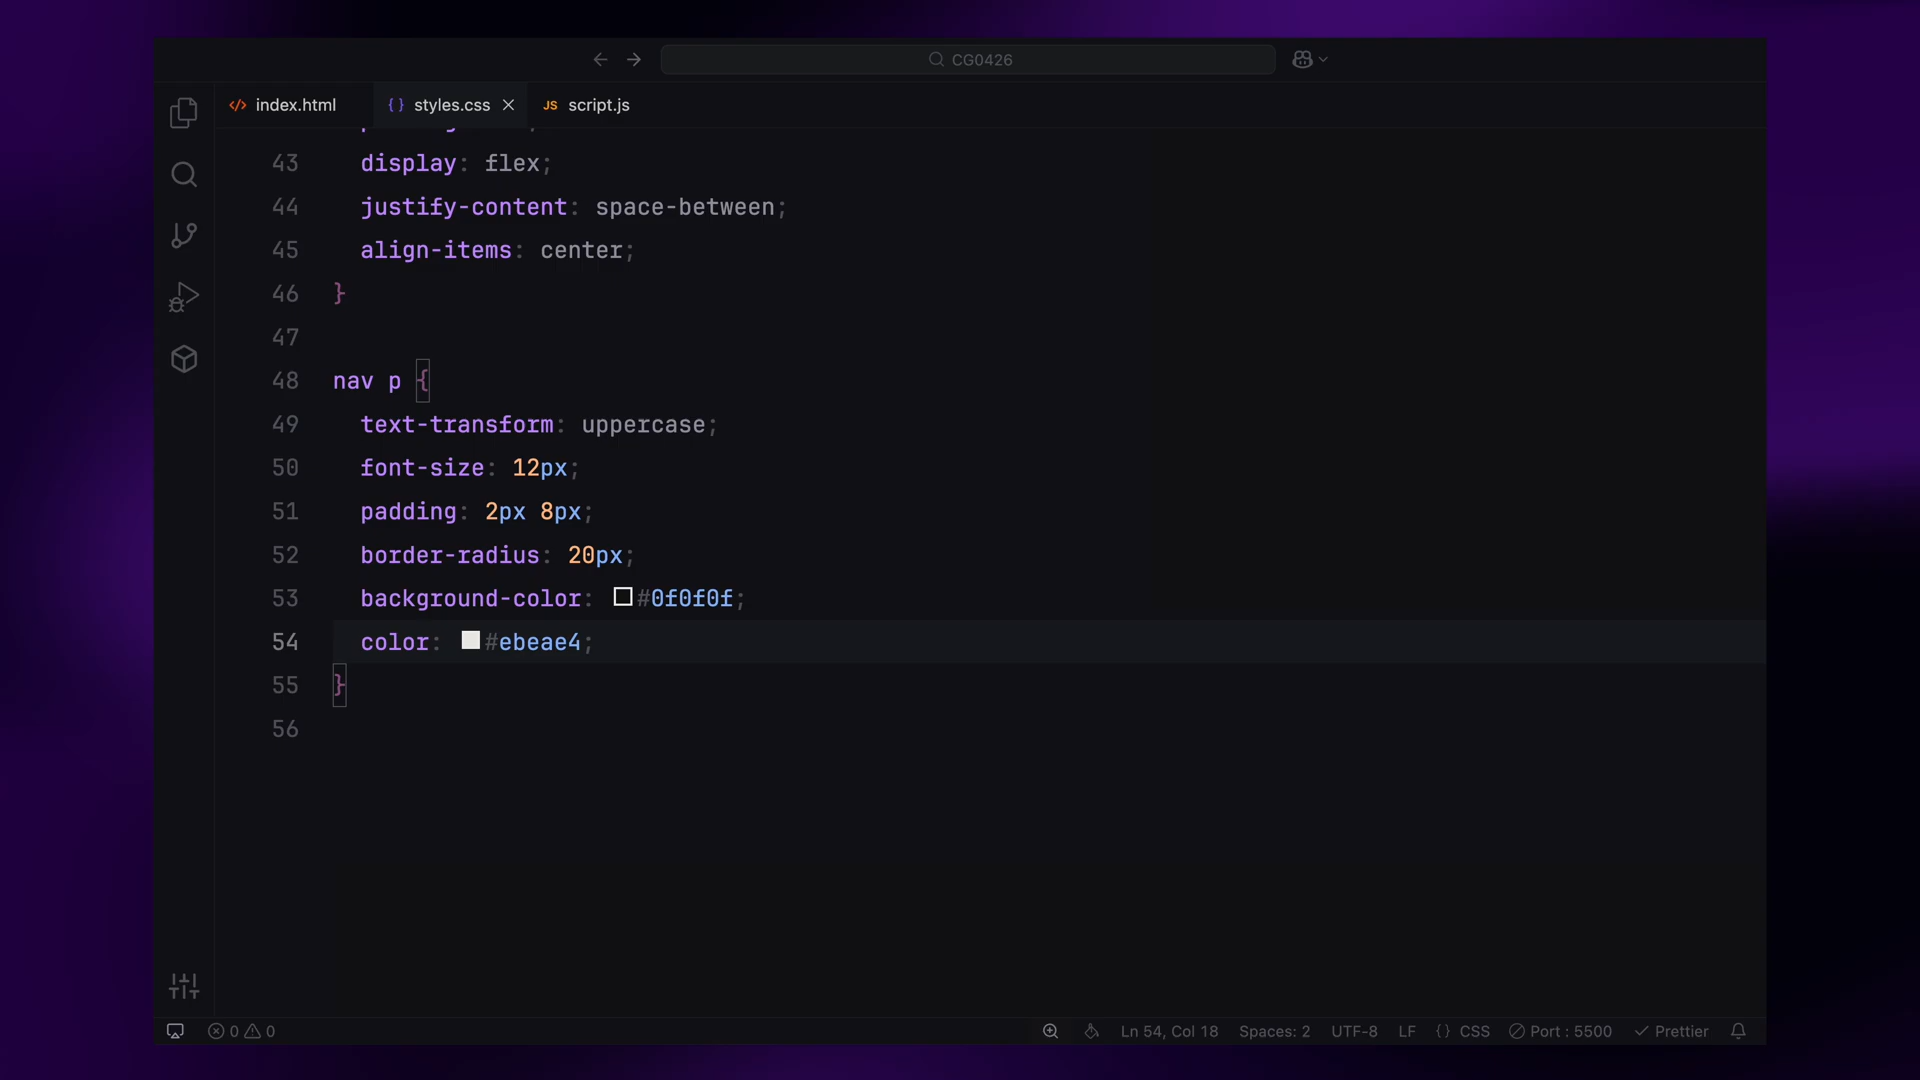 CG0426
index.html
{ } styles.css
JS script.js
43 display: flex;
44 justify-content: space-between;
45 align-items: center;
46 }
47
48 nav p {
49 text-transform: uppercase;
50 font-size: 12px;
51 padding: 2px 8px;
52 border-radius: 20px;
53 background-color: #0f0f0f;
54 color: #ebeae4;
55 }
56
0 0 Ln 54, Col 18 Spaces: 2 UTF-8 LF {} CSS Port : 5500 Prettier